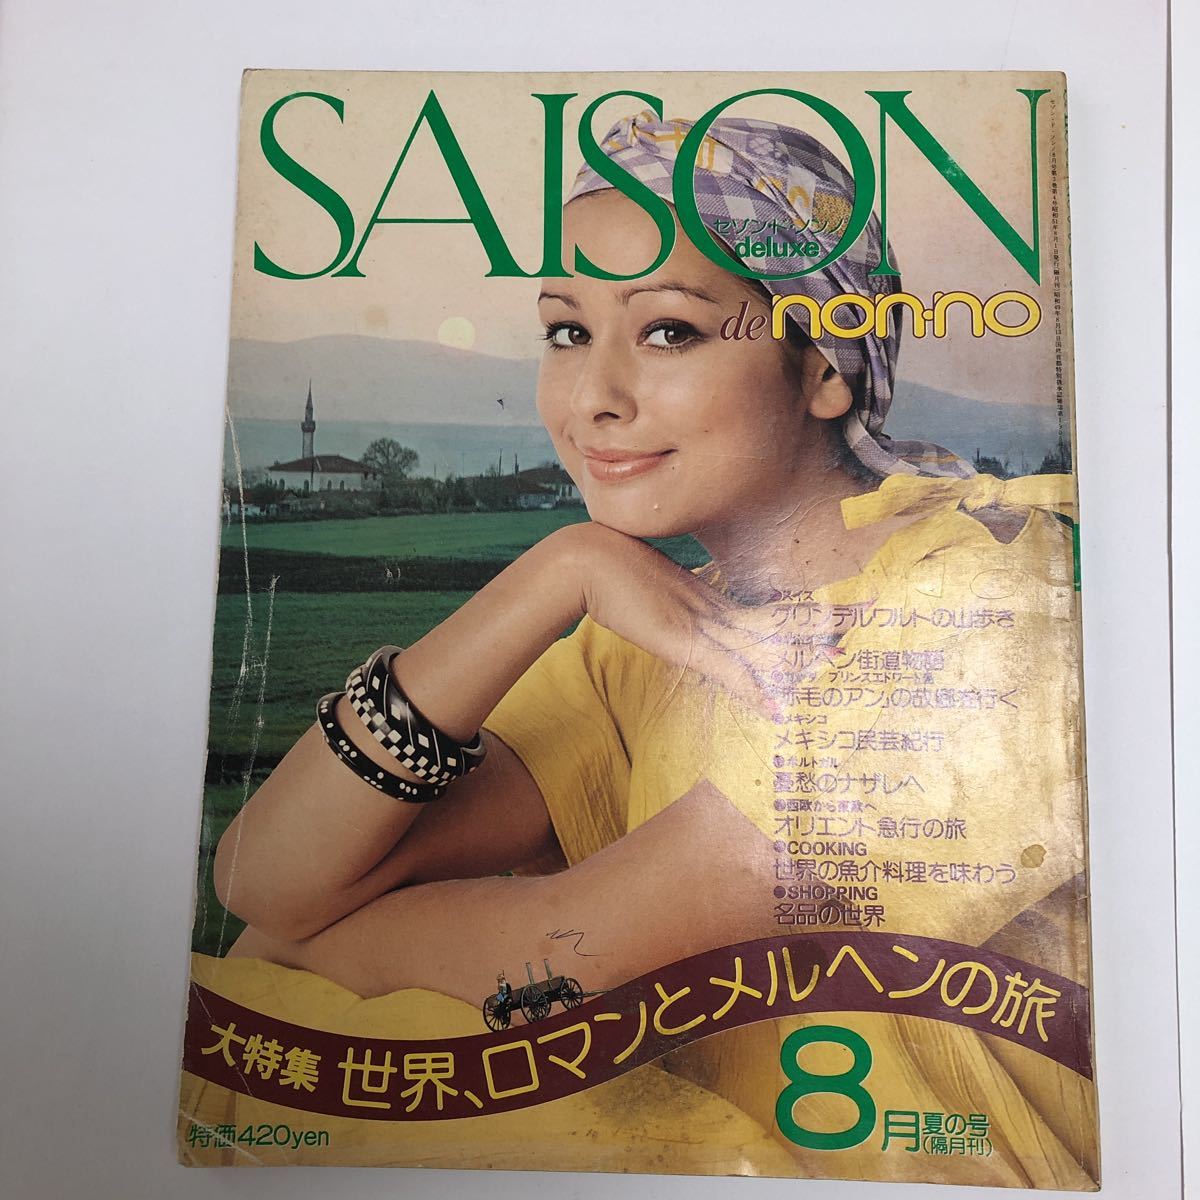 SAISON
セゾン・ド・ノンノ
deluxe
de non·no
●スイス
グリンデルワルトの山歩き
メルヘン街道物語
●カナダ/プリンスエドワード島
「赤毛のアン」の故郷を行く
●メキシコ
メキシコ民芸紀行
●ポルトガル
憂愁のナザレへ
●西欧から東欧へ
オリエント急行の旅
●COOKING
世界の魚介料理を味わう
●SHOPPING
名品の世界
大特集 世界、ロマンとメルヘンの旅
特価420yen
8月
夏の号
(隔月刊)